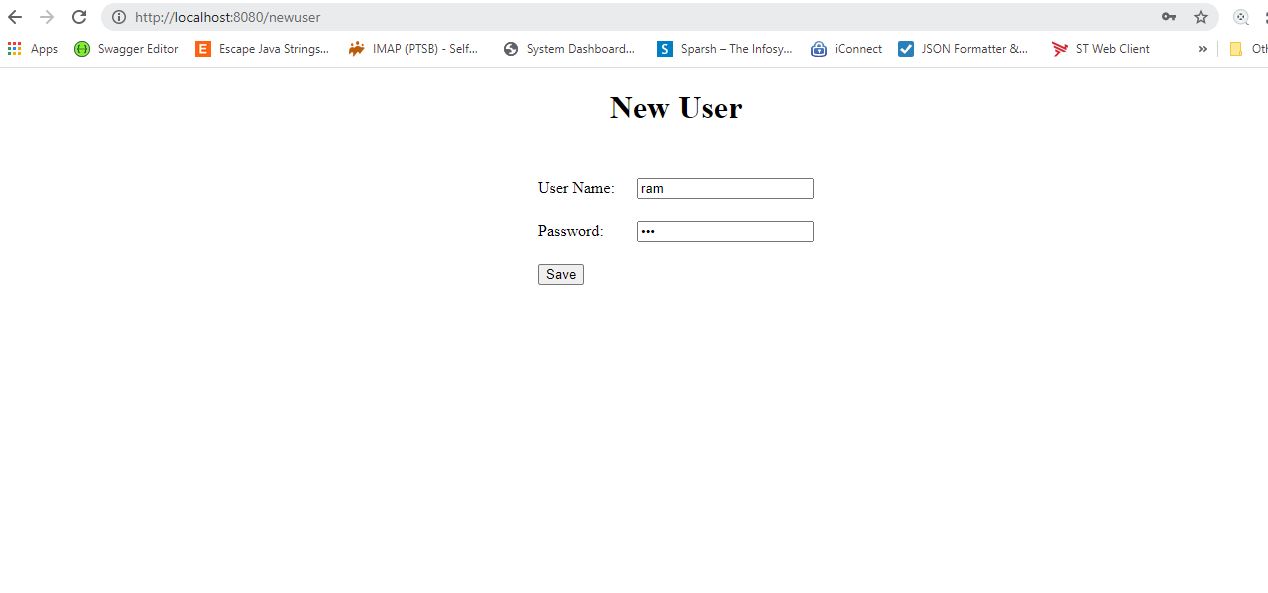 http://localhost:8080/newuser
Apps Swagger Editor E Escape Java Strings... IMAP (PTSB) - Self... System Dashboard... S Sparsh – The Infosy... iConnect JSON Formatter &... ST Web Client » Oth
New User
User Name: ram
Password: •••
Save